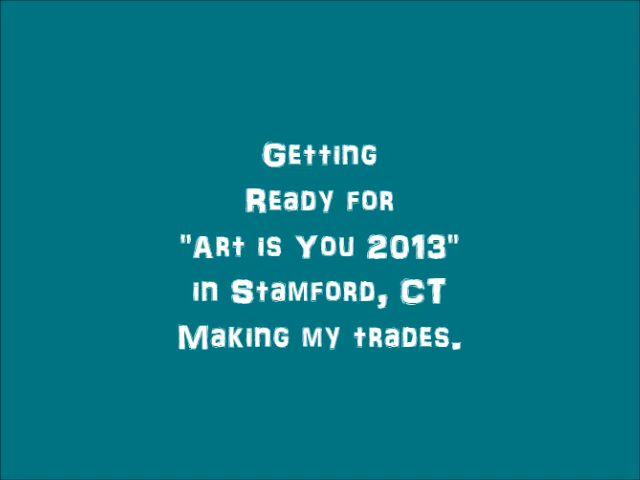 Getting
Ready for
"Art is You 2013"
in Stamford, CT
Making my trades.